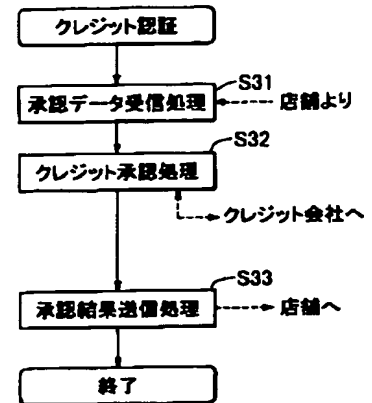 クレジット認証
S31
承認データ受信処理
店舗より
S32
クレジット承認処理
クレジット会社へ
S33
承認結果送信処理
店舗へ
終了